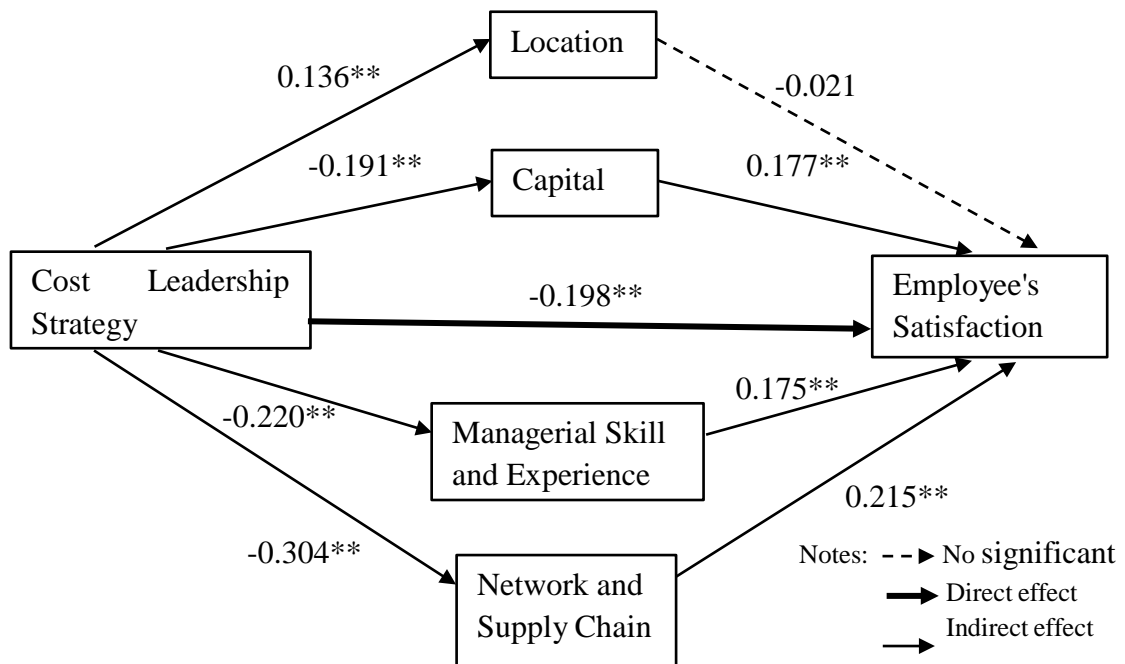 Location
0.136**
-0.021
-0.191**
Capital
0.177**
Cost Leadership
Strategy
-0.198**
Employee's
Satisfaction
-0.220**
Managerial Skill
and Experience
0.175**
-0.304**
Network and
Supply Chain
0.215**
Notes: No significant
Direct effect
Indirect effect